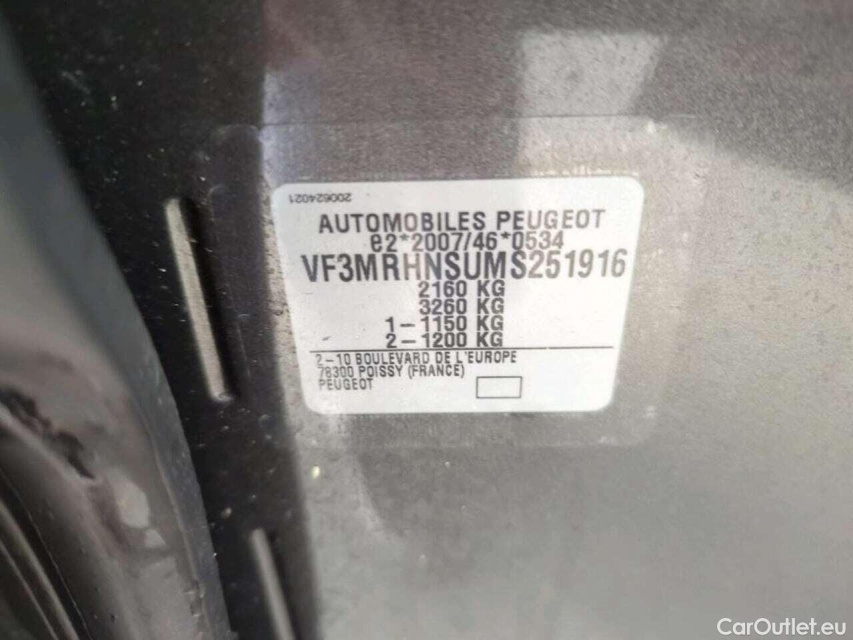 200624021
AUTOMOBILES PEUGEOT
e2*2007/46*0534
VF3MRHNSUMS251916
2160 KG
3260 KG
1-1150 KG
2-1200 KG
2-10 BOULEVARD DE L'EUROPE
78300 POISSY (FRANCE)
PEUGEOT
CarOutlet.eu